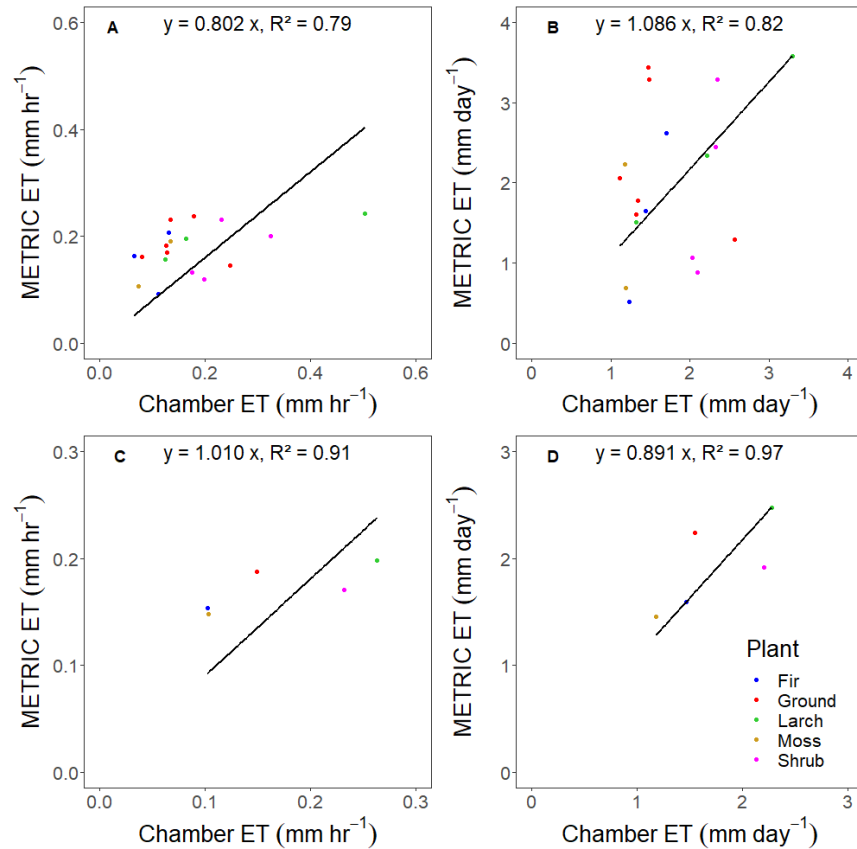 A y = 0.802 x, R² = 0.79
METRIC ET (mm hr⁻¹)
0.6
0.4
0.2
0.0
0.0 0.2 0.4 0.6
Chamber ET (mm hr⁻¹)
B y = 1.086 x, R² = 0.82
METRIC ET (mm day⁻¹)
4
3
2
1
0
0 1 2 3 4
Chamber ET (mm day⁻¹)
C y = 1.010 x, R² = 0.91
METRIC ET (mm hr⁻¹)
0.3
0.2
0.1
0.0
0.0 0.1 0.2 0.3
Chamber ET (mm hr⁻¹)
D y = 0.891 x, R² = 0.97
METRIC ET (mm day⁻¹)
3
2
1
0
Plant
Fir
Ground
Larch
Moss
Shrub
0 1 2 3
Chamber ET (mm day⁻¹)